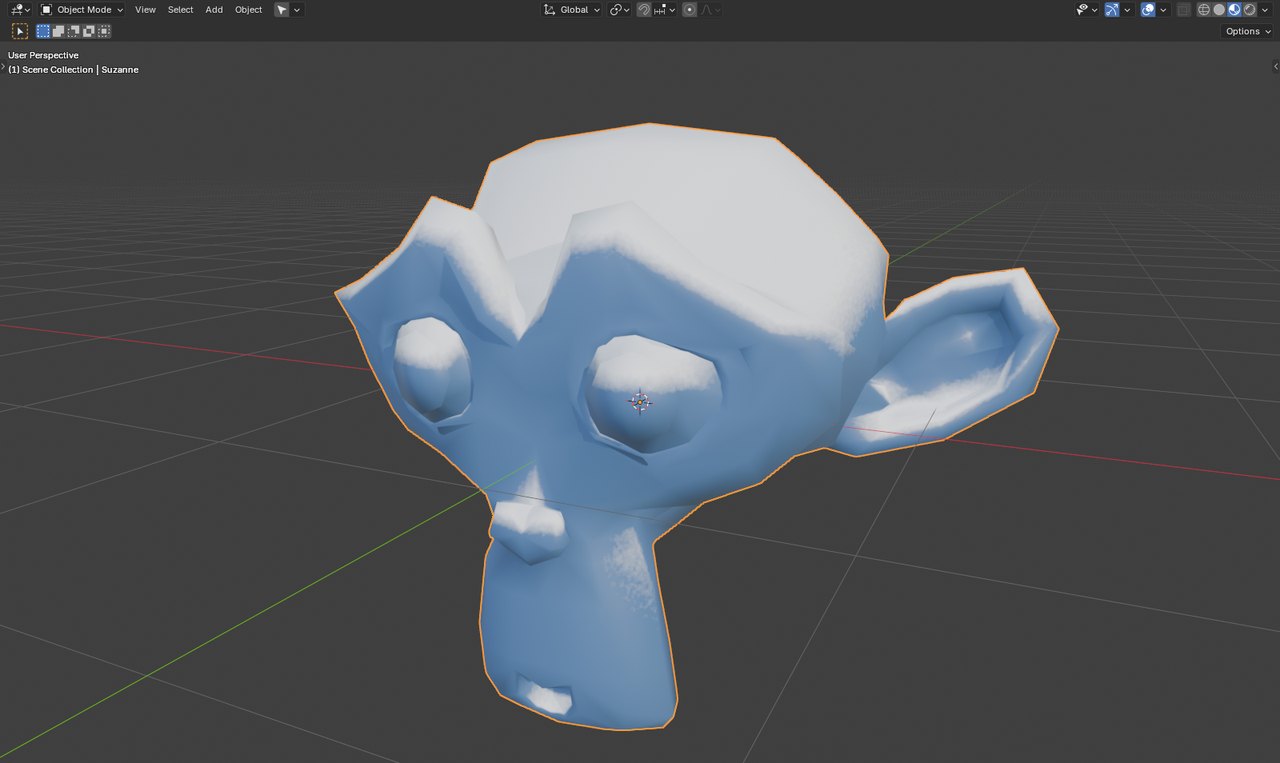 Object Mode View Select Add Object Global
Options
User Perspective
(1) Scene Collection | Suzanne